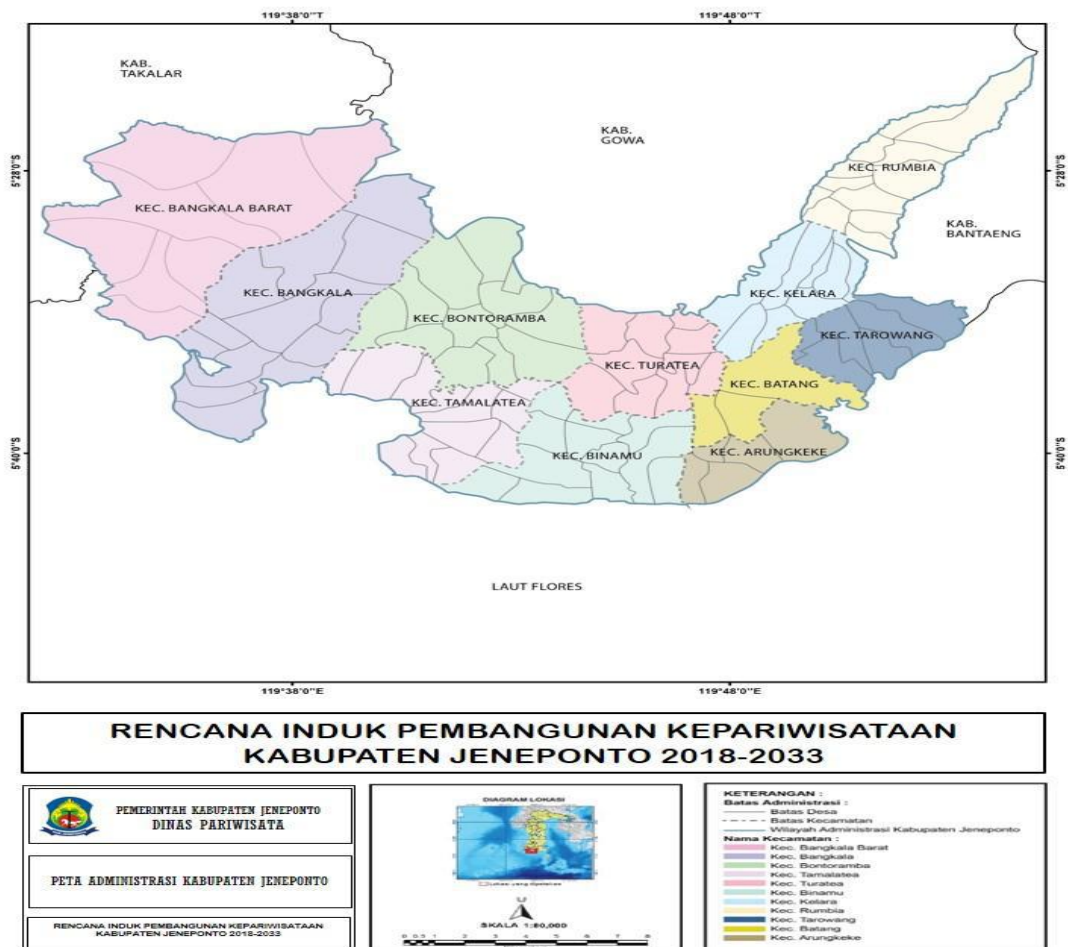 119°38'0"T
119°48'0"T
KAB.
TAKALAR
KAB.
GOWA
5°28'0"S
5°28'0"S
KEC. RUMBIA
KEC. BANGKALA BARAT
KAB.
BANTAENG
KEC. BANGKALA
KEC. KELARA
KEC. BONTORAMBA
KEC. TAROWANG
KEC. TURATEA
KEC. BATANG
KEC. TAMALATEA
5°40'0"S
5°40'0"S
KEC. BINAMU
KEC. ARUNGKEKE
LAUT FLORES
119°38'0"E
119°48'0"E
RENCANA INDUK PEMBANGUNAN KEPARIWISATAAN
KABUPATEN JENEPONTO 2018-2033
PEMERINTAH KABUPATEN JENEPONTO
DINAS PARIWISATA
PETA ADMINISTRASI KABUPATEN JENEPONTO
RENCANA INDUK PEMBANGUNAN KEPARIWISATAAN
KABUPATEN JENEPONTO 2018-2033
DIAGRAM LOKASI
Lokasi yang dipetakan
U
SKALA 1:80,000
KETERANGAN :
Batas Administrasi :
Batas Desa
Batas Kecamatan
Wilayah Administrasi Kabupaten Jeneponto
Nama Kecamatan :
Kec. Bangkala Barat
Kec. Bangkala
Kec. Bontoramba
Kec. Tamalatea
Kec. Turatea
Kec. Binamu
Kec. Kelara
Kec. Rumbia
Kec. Tarowang
Kec. Batang
Kec. Arungkeke